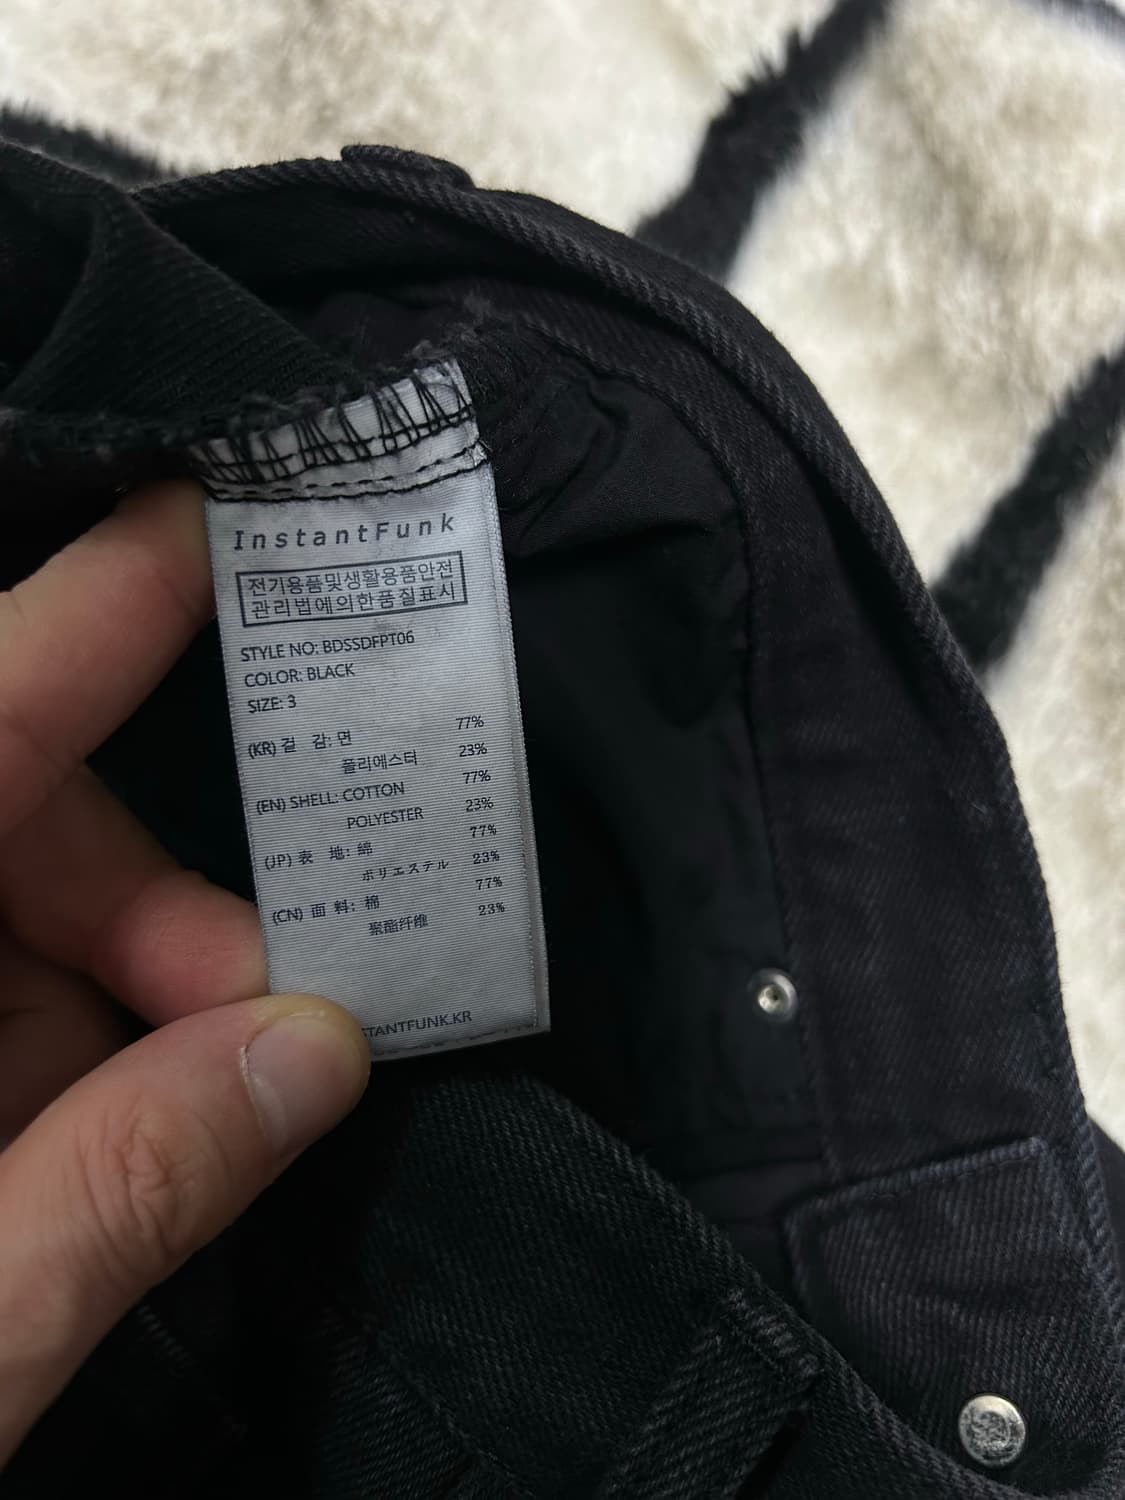 InstantFunk
전기용품및생활용품안전
관리법에의한품질표시
STYLE NO: BDSSDFPT06
COLOR: BLACK
SIZE: 3
(KR) 겉 감: 면 77%
폴리에스터 23%
(EN) SHELL: COTTON 77%
POLYESTER 23%
(JP) 表 地: 綿 77%
ポリエステル 23%
(CN) 面 料: 棉 77%
聚酯纤维 23%
STANTFUNK.KR